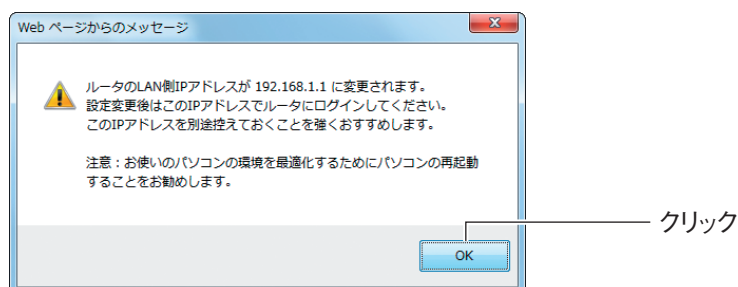 Web ページからのメッセージ
ルータのLAN側IPアドレスが 192.168.1.1 に変更されます。
設定変更後はこのIPアドレスでルータにログインしてください。
このIPアドレスを別途控えておくことを強くおすすめします。
注意：お使いのパソコンの環境を最適化するためにパソコンの再起動
することをお勧めします。
クリック
OK